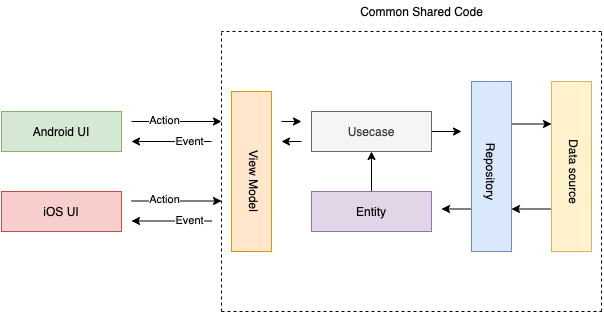 Common Shared Code
Android UI
Action
Event
iOS UI
Action
Event
View Model
Usecase
Entity
Repository
Data source